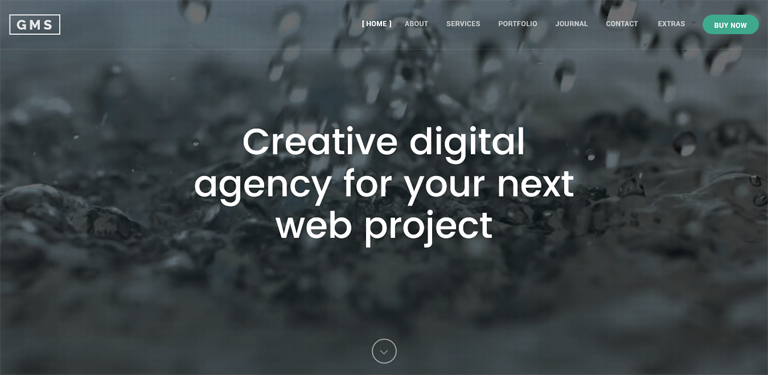 GMS
[ HOME ] ABOUT SERVICES PORTFOLIO JOURNAL CONTACT EXTRAS BUY NOW
Creative digital
agency for your next
web project